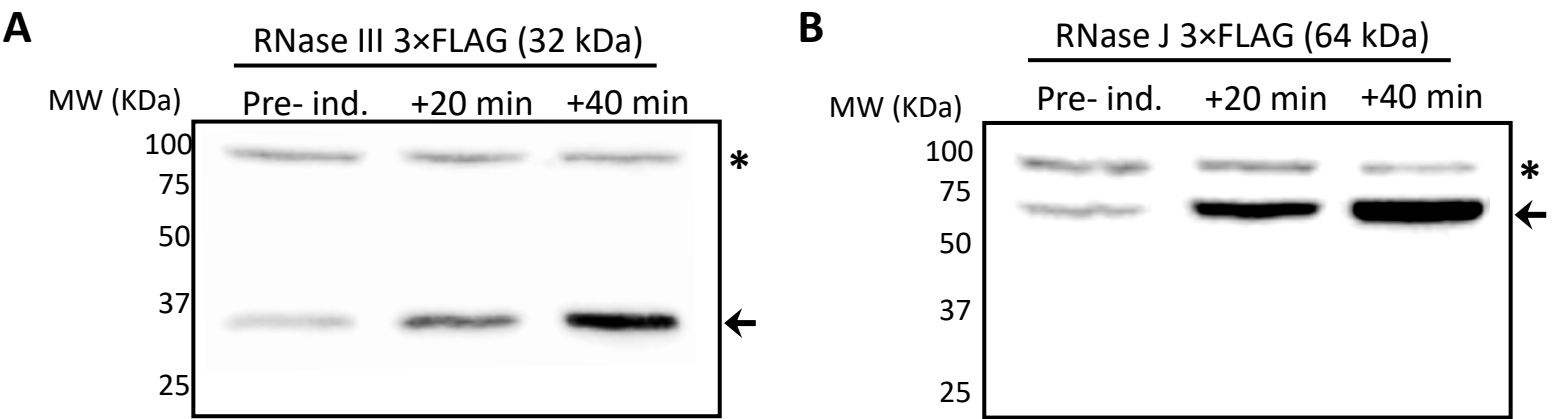 A
RNase III 3×FLAG (32 kDa)
MW (KDa) Pre- ind. +20 min +40 min
100
75
50
37
25
*
B
RNase J 3×FLAG (64 kDa)
MW (KDa) Pre- ind. +20 min +40 min
100
75
50
37
25
*